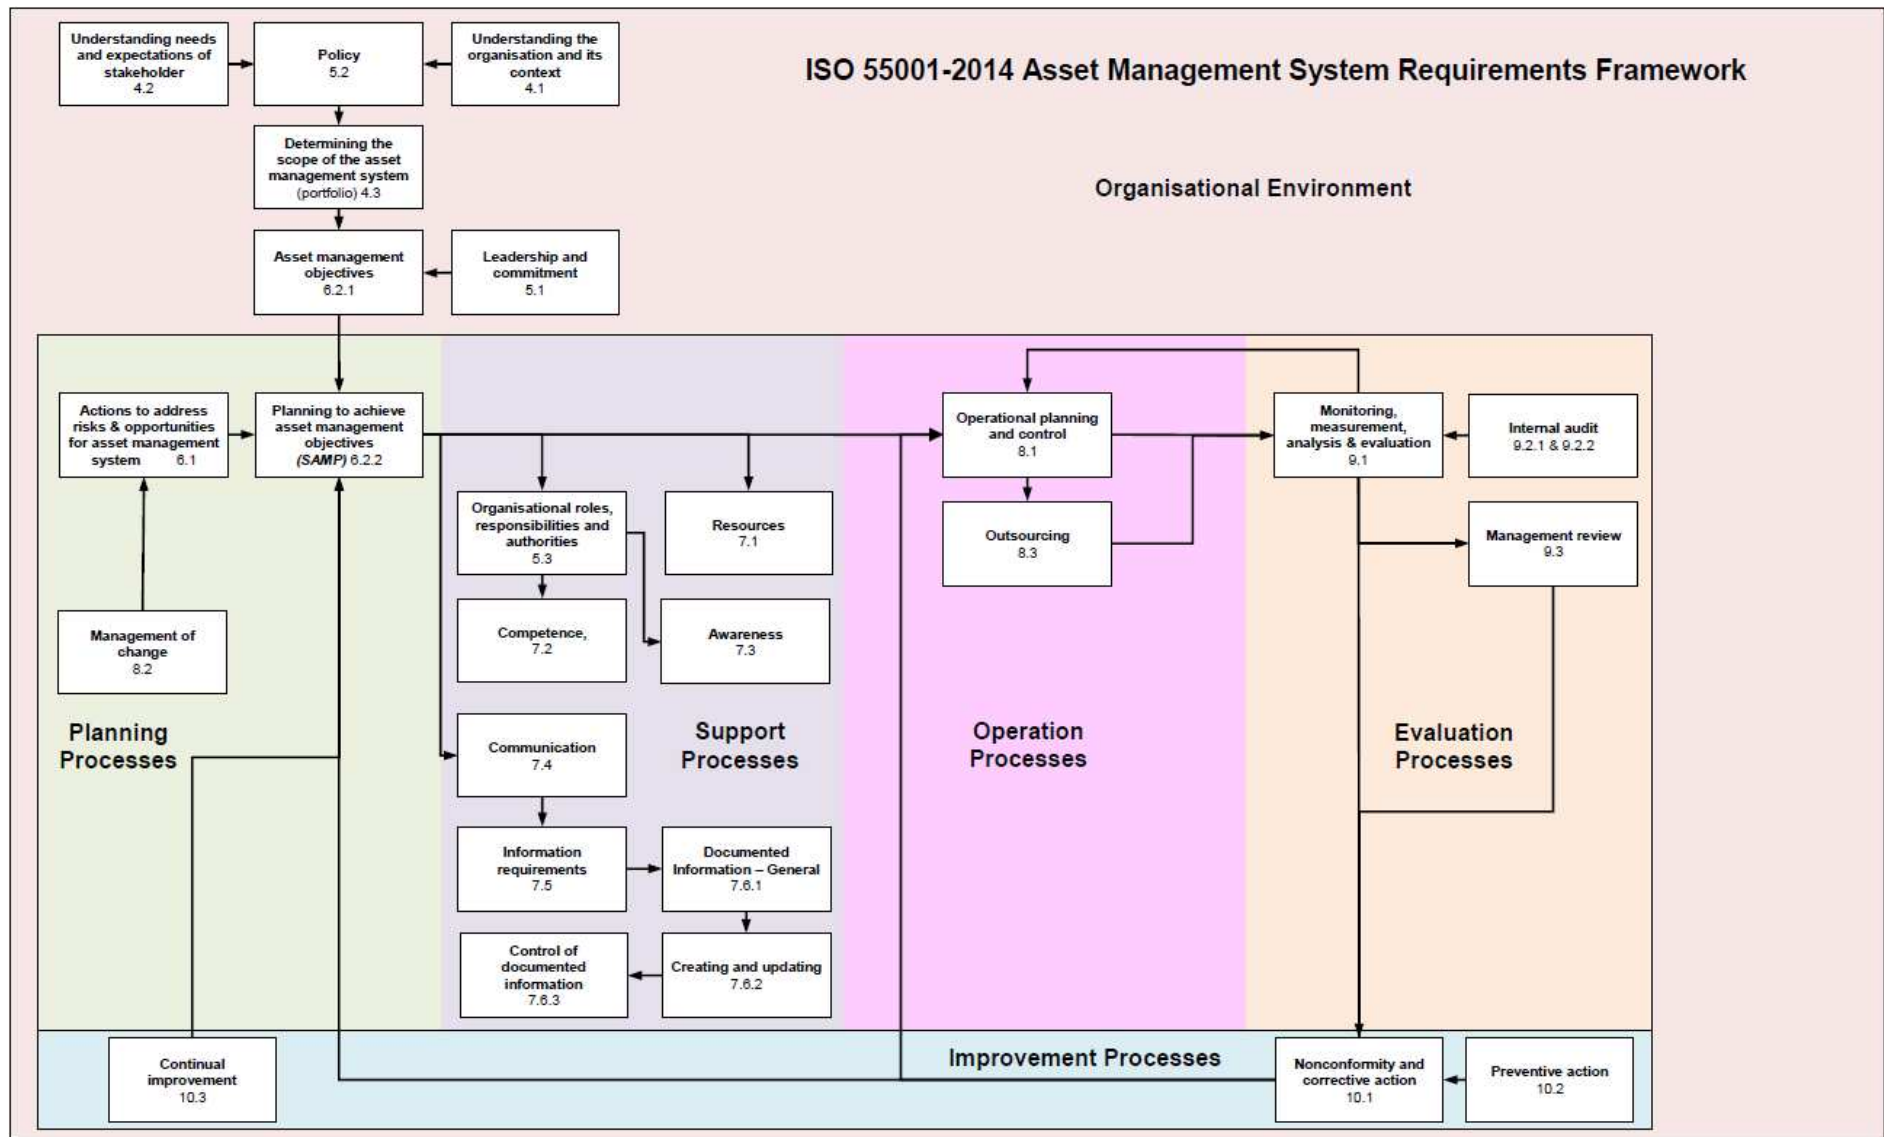 Understanding needs
and expectations of
stakeholder
4.2
Policy
5.2
Understanding the
organisation and its
context
4.1
ISO 55001-2014 Asset Management System Requirements Framework
Determining the
scope of the asset
management system
(portfolio) 4.3
Organisational Environment
Asset management
objectives
6.2.1
Leadership and
commitment
5.1
Actions to address
risks & opportunities
for asset management
system 6.1
Planning to achieve
asset management
objectives
(SAMP) 6.2.2
Operational planning
and control
8.1
Monitoring,
measurement,
analysis & evaluation
9.1
Internal audit
9.2.1 & 9.2.2
Organisational roles,
responsibilities and
authorities
5.3
Resources
7.1
Outsourcing
8.3
Management review
9.3
Management of
change
8.2
Competence,
7.2
Awareness
7.3
Planning
Processes
Communication
7.4
Support
Processes
Operation
Processes
Evaluation
Processes
Information
requirements
7.5
Documented
Information – General
7.6.1
Control of
documented
information
7.6.3
Creating and updating
7.6.2
Continual
improvement
10.3
Improvement Processes
Nonconformity and
corrective action
10.1
Preventive action
10.2